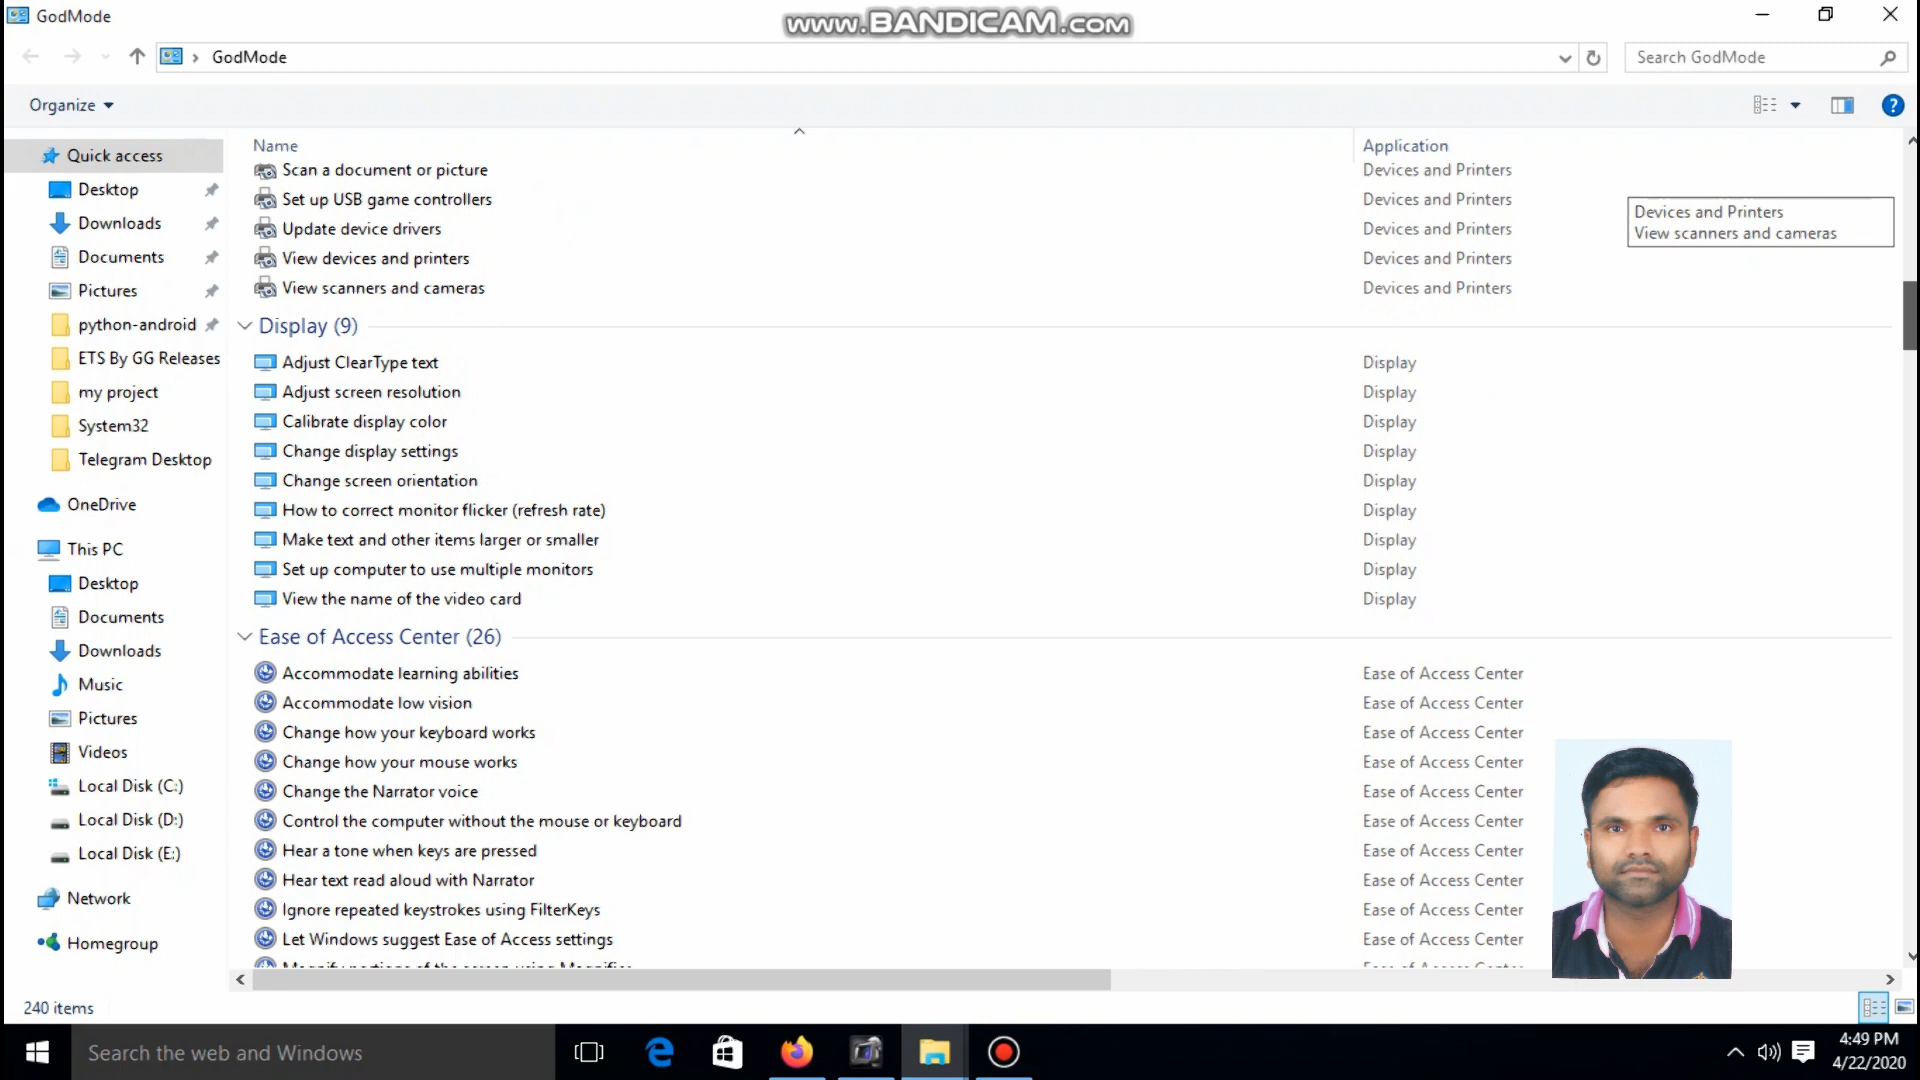 GodMode
www.BANDICAM.com
GodMode
Search GodMode
Organize
Name
Application
Quick access
Desktop
Downloads
Documents
Pictures
python-android
ETS By GG Releases
my project
System32
Telegram Desktop
OneDrive
This PC
Desktop
Documents
Downloads
Music
Pictures
Videos
Local Disk (C:)
Local Disk (D:)
Local Disk (E:)
Network
Homegroup
Scan a document or picture Devices and Printers
Set up USB game controllers Devices and Printers
Update device drivers Devices and Printers
View devices and printers Devices and Printers
View scanners and cameras Devices and Printers
Devices and Printers
View scanners and cameras
Display (9)
Adjust ClearType text Display
Adjust screen resolution Display
Calibrate display color Display
Change display settings Display
Change screen orientation Display
How to correct monitor flicker (refresh rate) Display
Make text and other items larger or smaller Display
Set up computer to use multiple monitors Display
View the name of the video card Display
Ease of Access Center (26)
Accommodate learning abilities Ease of Access Center
Accommodate low vision Ease of Access Center
Change how your keyboard works Ease of Access Center
Change how your mouse works Ease of Access Center
Change the Narrator voice Ease of Access Center
Control the computer without the mouse or keyboard Ease of Access Center
Hear a tone when keys are pressed Ease of Access Center
Hear text read aloud with Narrator Ease of Access Center
Ignore repeated keystrokes using FilterKeys Ease of Access Center
Let Windows suggest Ease of Access settings Ease of Access Center
Magnify portions of the screen using Magnifier Ease of Access Center
240 items
Search the web and Windows
4:49 PM
4/22/2020